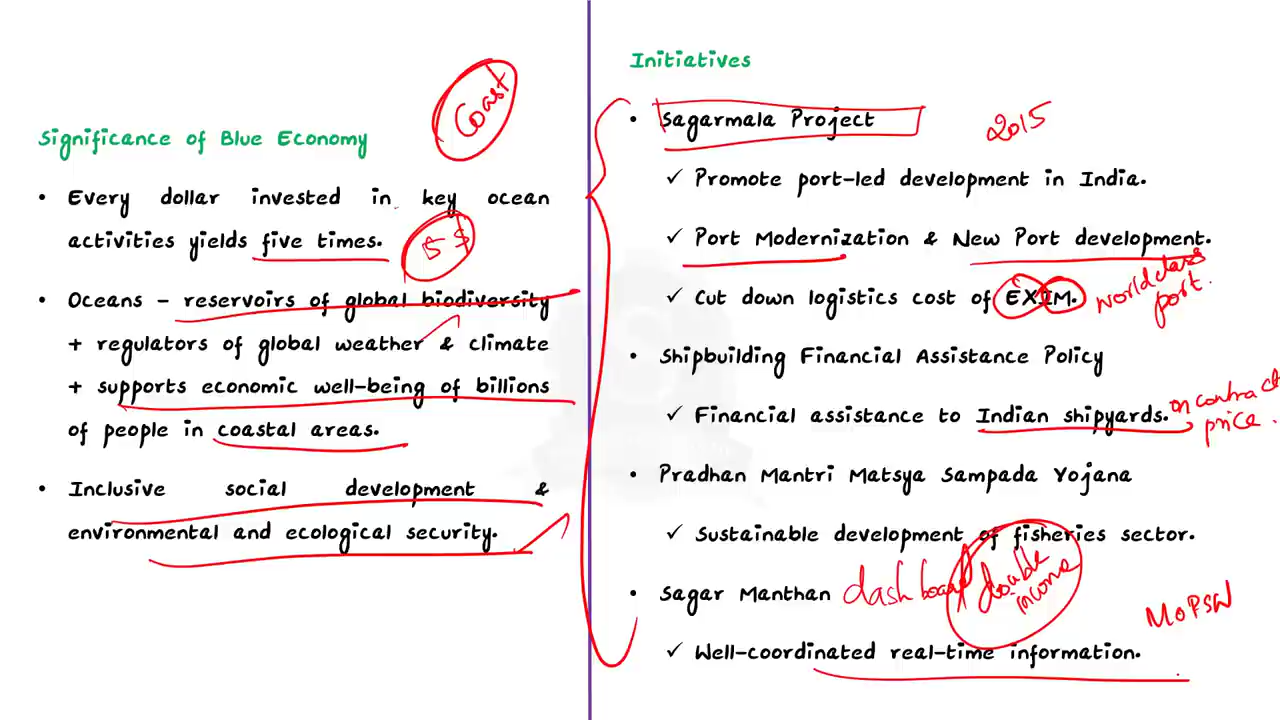 Coast
Significance of Blue Economy
• Every dollar invested in key ocean
activities yields five times.
5 $
• Oceans – reservoirs of global biodiversity
+ regulators of global weather & climate
+ supports economic well-being of billions
of people in coastal areas.
• Inclusive social development &
environmental and ecological security.
Initiatives
• Sagarmala Project
2015
✓ Promote port-led development in India.
✓ Port Modernization & New Port development.
✓ Cut down logistics cost of EXIM.
world class
port.
• Shipbuilding Financial Assistance Policy
✓ Financial assistance to Indian shipyards.
on contract
price.
• Pradhan Mantri Matsya Sampada Yojana
✓ Sustainable development of fisheries sector.
double
income
• Sagar Manthan dashboard
MoPSW
✓ Well-coordinated real-time information.